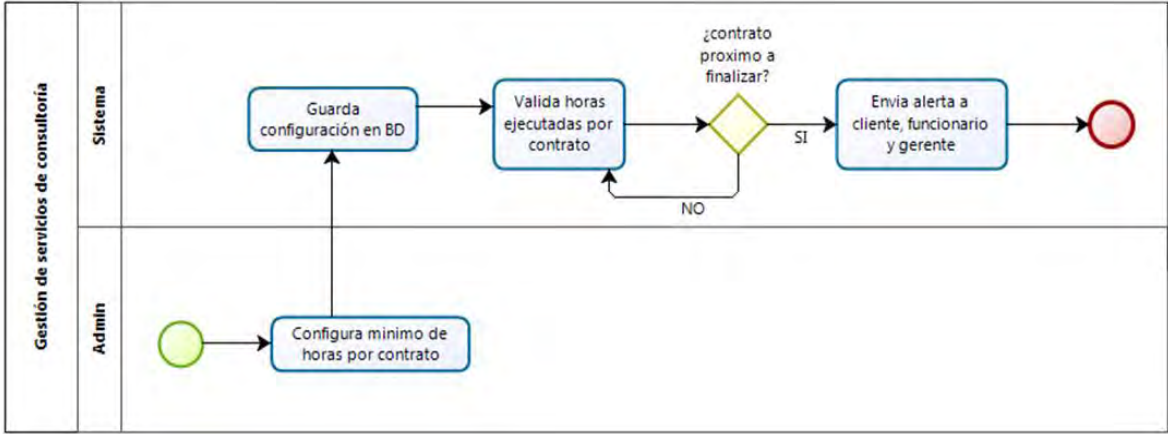 Gestión de servicios de consultoría
Sistema
Guarda
configuración en BD
Valida horas
ejecutadas por
contrato
¿contrato
proximo a
finalizar?
SI
NO
Envia alerta a
cliente, funcionario
y gerente
Admin
Configura minimo de
horas por contrato